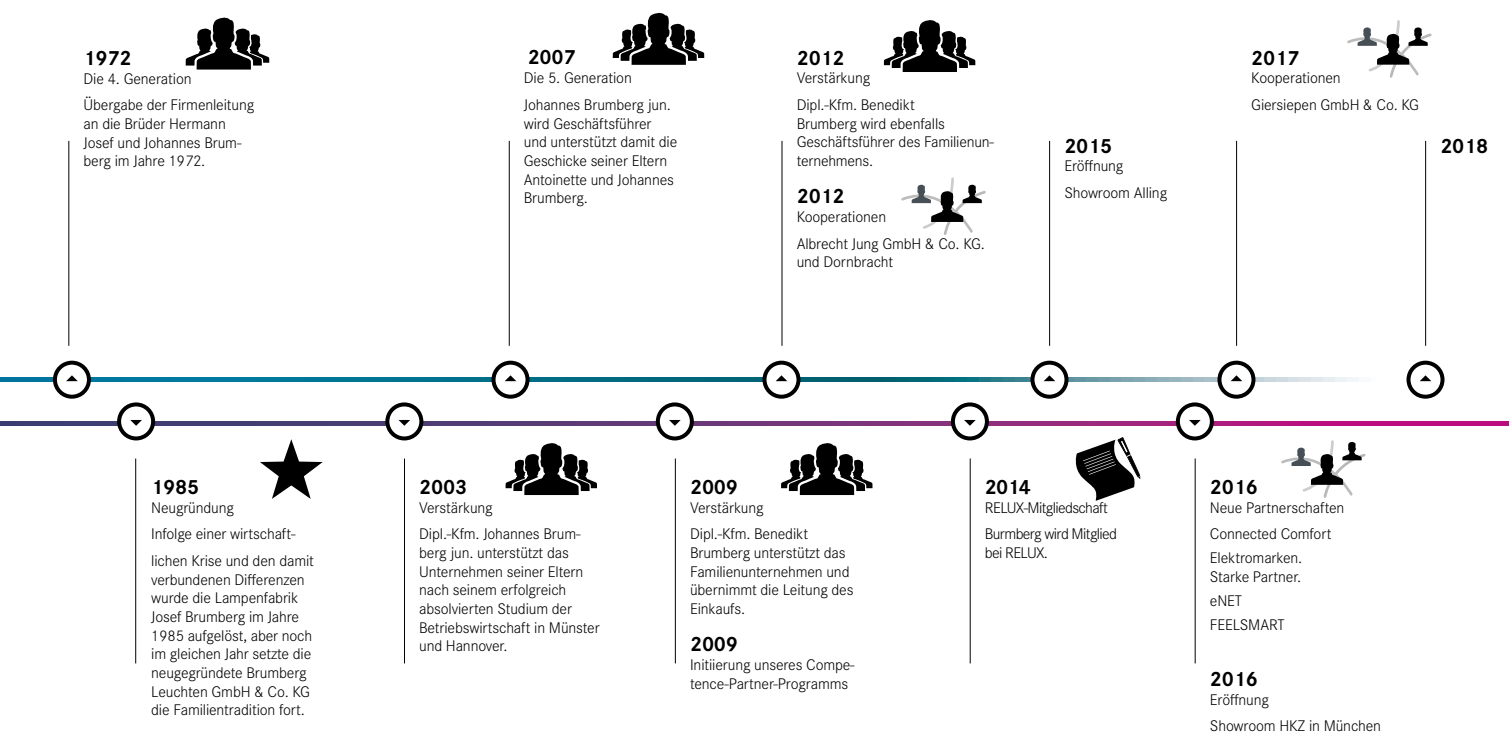 1972
Die 4. Generation
Übergabe der Firmenleitung
an die Brüder Hermann
Josef und Johannes Brum-
berg im Jahre 1972.
2007
Die 5. Generation
Johannes Brumberg jun.
wird Geschäftsführer
und unterstützt damit die
Geschicke seiner Eltern
Antoinette und Johannes
Brumberg.
2012
Verstärkung
Dipl.-Kfm. Benedikt
Brumberg wird ebenfalls
Geschäftsführer des Familienun-
ternehmens.
2012
Kooperationen
Albrecht Jung GmbH & Co. KG.
und Dornbracht
2015
Eröffnung
Showroom Alling
2017
Kooperationen
Giersiepen GmbH & Co. KG
2018
1985
Neugründung
Infolge einer wirtschaft-
lichen Krise und den damit
verbundenen Differenzen
wurde die Lampenfabrik
Josef Brumberg im Jahre
1985 aufgelöst, aber noch
im gleichen Jahr setzte die
neugegründete Brumberg
Leuchten GmbH & Co. KG
die Familientradition fort.
2003
Verstärkung
Dipl.-Kfm. Johannes Brum-
berg jun. unterstützt das
Unternehmen seiner Eltern
nach seinem erfolgreich
absolvierten Studium der
Betriebswirtschaft in Münster
und Hannover.
2009
Verstärkung
Dipl.-Kfm. Benedikt
Brumberg unterstützt das
Familienunternehmen und
übernimmt die Leitung des
Einkaufs.
2009
Initiierung unseres Compe-
tence-Partner-Programms
2014
RELUX-Mitgliedschaft
Burmberg wird Mitglied
bei RELUX.
2016
Neue Partnerschaften
Connected Comfort
Elektromarken.
Starke Partner.
eNET
FEELSMART
2016
Eröffnung
Showroom HKZ in München